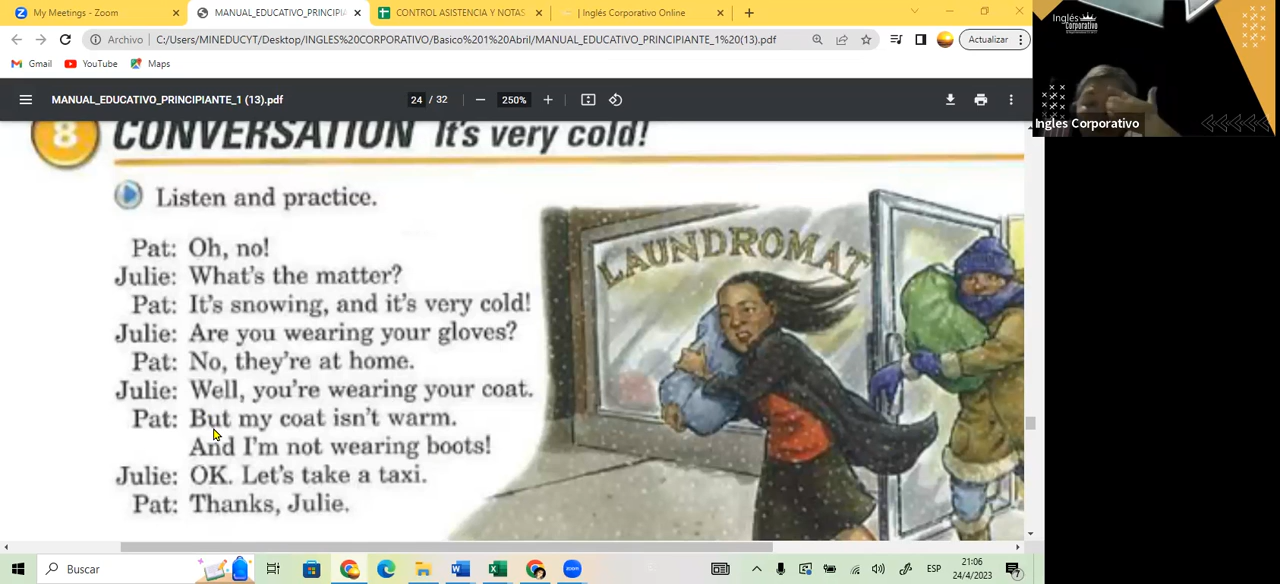 My Meetings - Zoom
MANUAL_EDUCATIVO_PRINCIPIA
CONTROL ASISTENCIA Y NOTAS
| Inglés Corporativo Online
Archivo
C:/Users/MINEDUCYT/Desktop/INGLES%20CORPORATIVO/Basico%201%20Abril/MANUAL_EDUCATIVO_PRINCIPIANTE_1%20(13).pdf
Actualizar
Gmail
YouTube
Maps
MANUAL_EDUCATIVO_PRINCIPIANTE_1 (13).pdf
24 / 32
250%
Inglés
Corporativo
Ingles Corporativo
8 CONVERSATION It's very cold!
Listen and practice.
Pat: Oh, no!
Julie: What's the matter?
Pat: It's snowing, and it's very cold!
Julie: Are you wearing your gloves?
Pat: No, they're at home.
Julie: Well, you're wearing your coat.
Pat: But my coat isn't warm.
And I'm not wearing boots!
Julie: OK. Let's take a taxi.
Pat: Thanks, Julie.
LAUNDROMAT
Buscar
ESP
21:06
24/4/2023